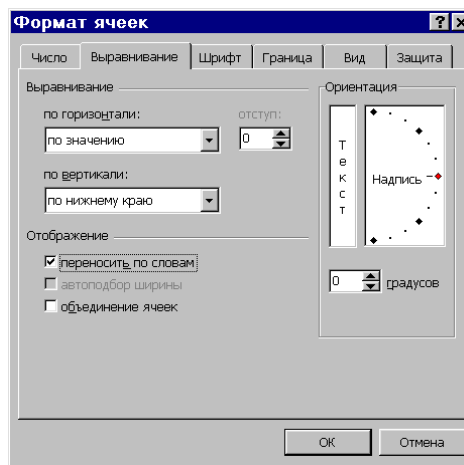 Формат ячеек
Число Выравнивание Шрифт Граница Вид Защита
Выравнивание
по горизонтали: отступ:
по значению 0
по вертикали:
по нижнему краю
Отображение
переносить по словам
автоподбор ширины
объединение ячеек
Ориентация
Текст
Надпись
0 градусов
ОК Отмена